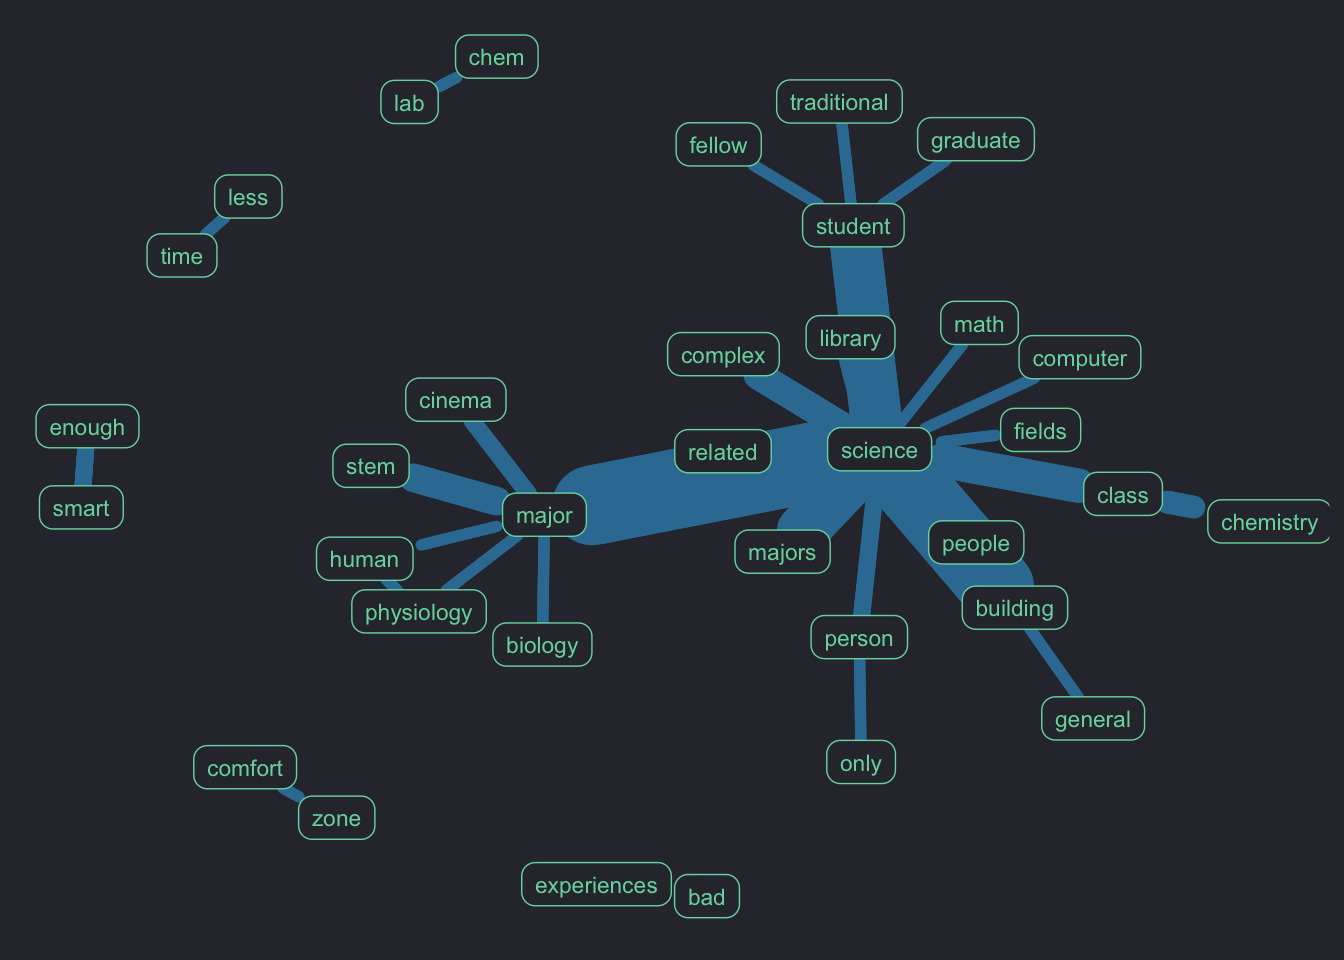 chem
lab
traditional
fellow
graduate
less
student
time
library
math
complex
computer
cinema
enough
fields
related
science
stem
class
smart
major
chemistry
people
majors
human
physiology
building
person
biology
general
only
comfort
zone
experiences
bad